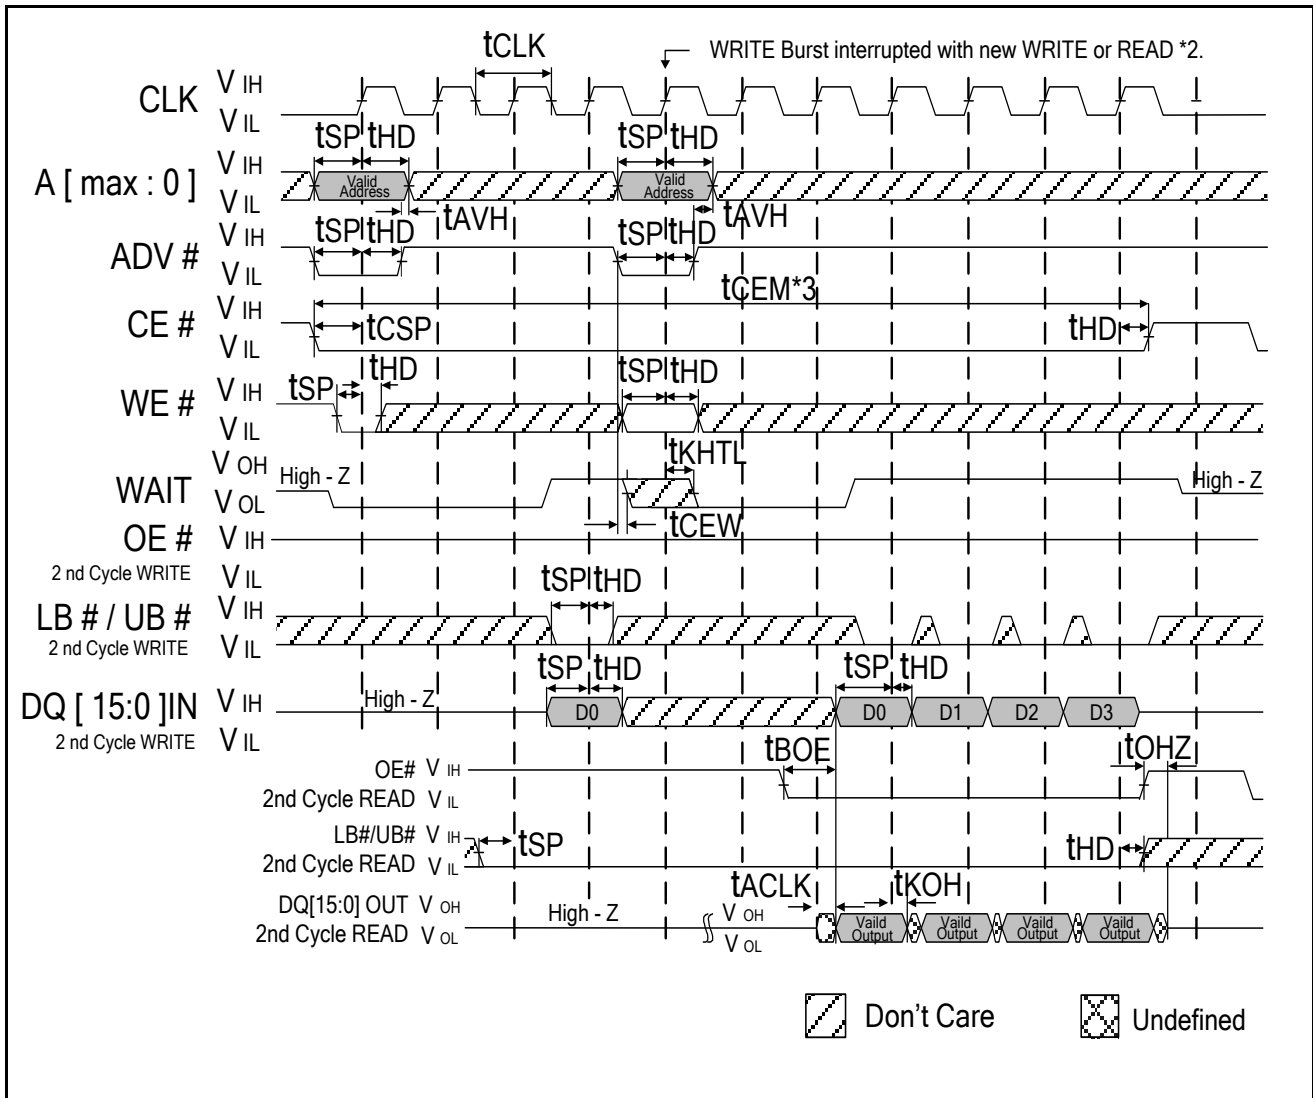 tCLK
WRITE Burst interrupted with new WRITE or READ *2.
CLK V IH
V IL
tSP tHD tSP tHD
A [ max : 0 ] V IH
V IL
Valid Address Valid Address
tAVH tAVH
ADV # V IH
V IL
tSP tHD tSP tHD
tCEM*3
CE # V IH
V IL
tCSP tHD
WE # V IH
V IL
tSP tHD tSP tHD
WAIT V OH
V OL
High - Z tKHTL High - Z
tCEW
OE # V IH
2 nd Cycle WRITE V IL
tSP tHD
LB # / UB # V IH
2 nd Cycle WRITE V IL
tSP tHD tSP tHD
DQ [ 15:0 ]IN V IH High - Z D0 D0 D1 D2 D3
2 nd Cycle WRITE V IL
tBOE tOHZ
OE# V IH
2nd Cycle READ V IL
LB#/UB# V IH tSP tHD
2nd Cycle READ V IL
tACLK tKOH
DQ[15:0] OUT V OH High - Z V OH
2nd Cycle READ V OL V OL
Vaild Output Vaild Output Vaild Output Vaild Output
Don't Care Undefined